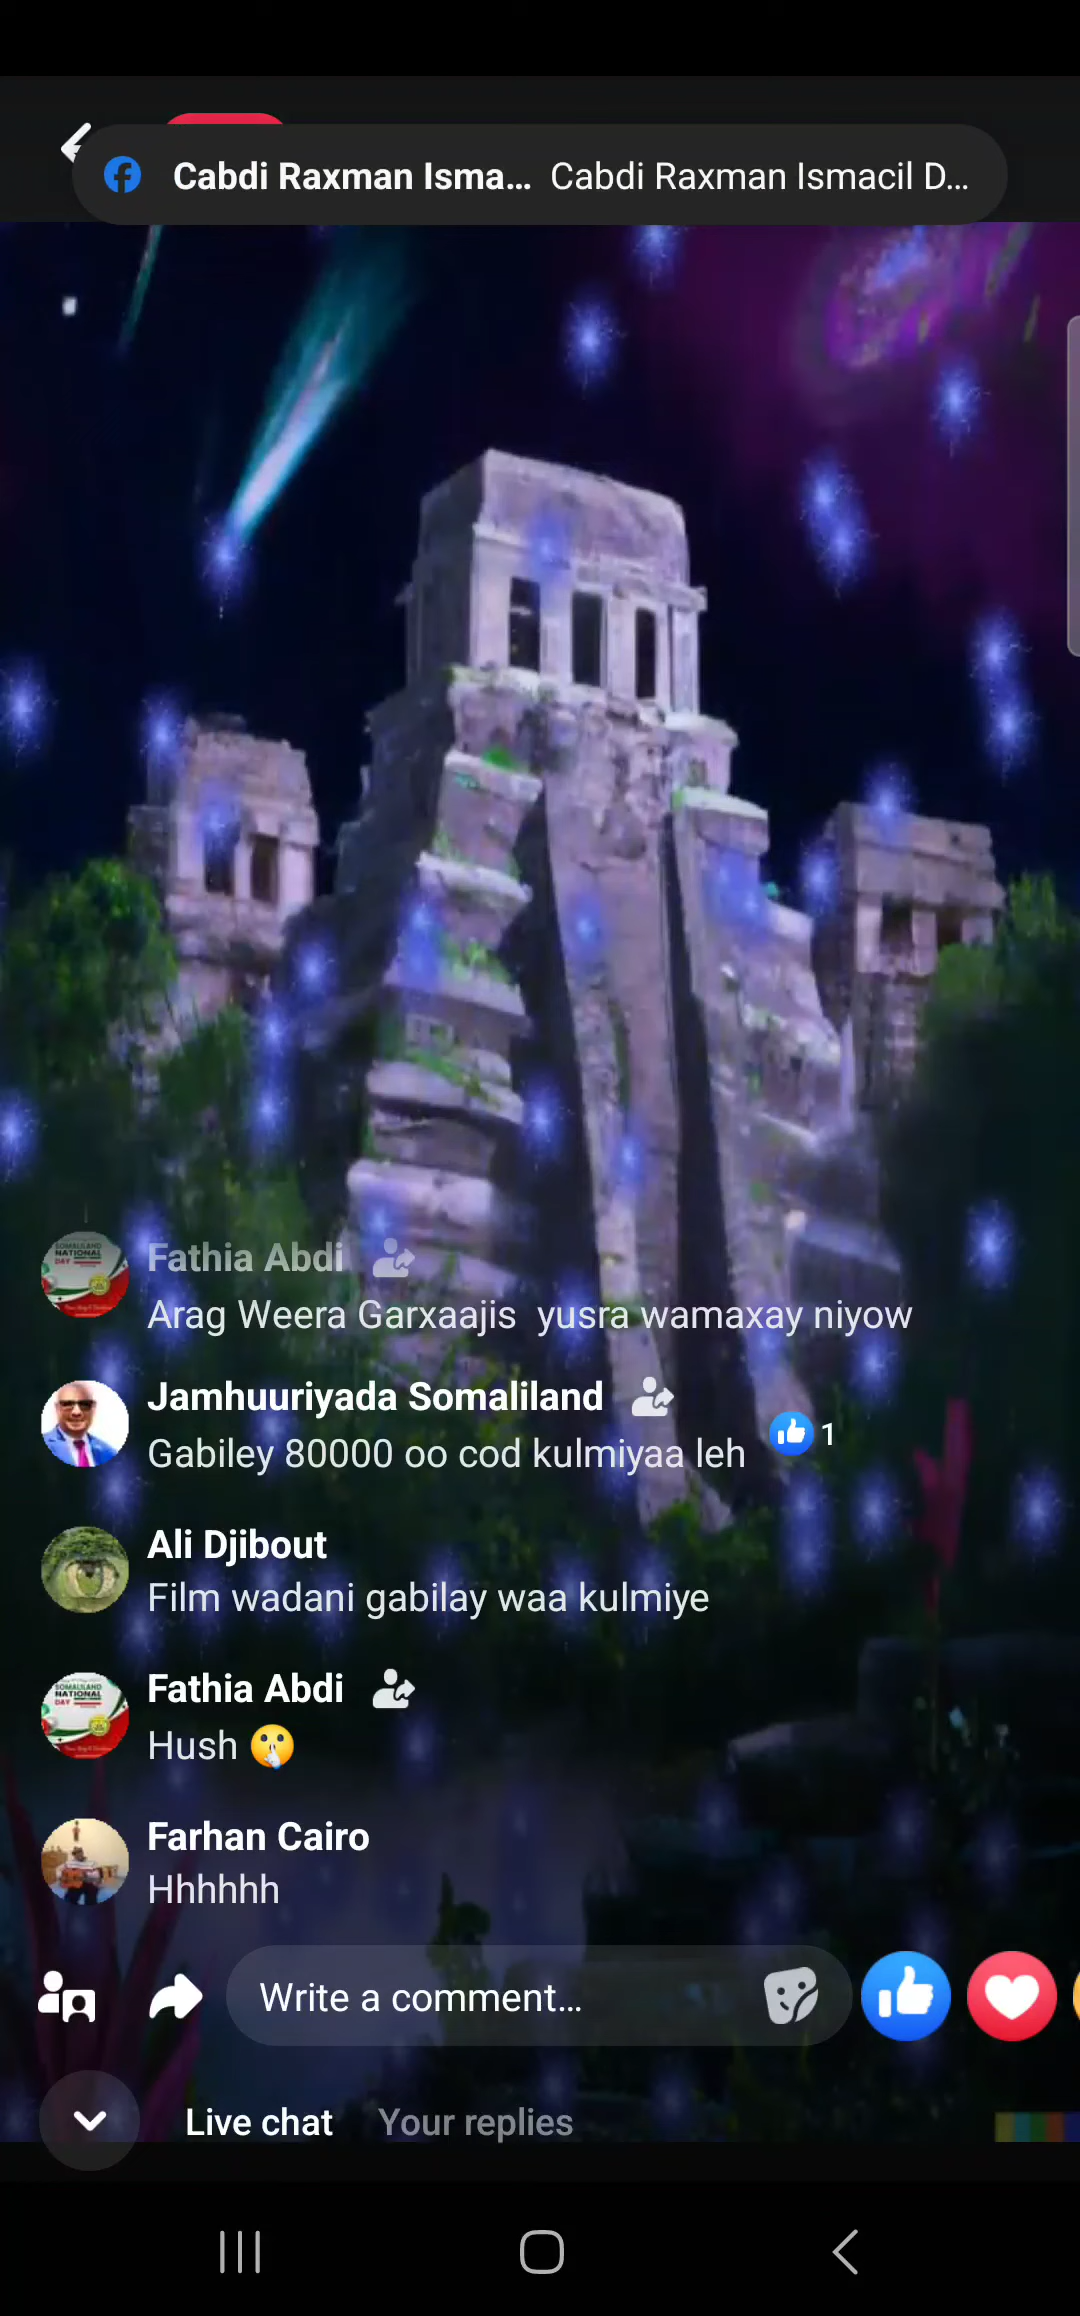 Cabdi Raxman Isma... Cabdi Raxman Ismacil D...
Fathia Abdi
Arag Weera Garxaajis yusra wamaxay niyow
Jamhuuriyada Somaliland
Gabiley 80000 oo cod kulmiyaa leh
1
Ali Djibout
Film wadani gabilay waa kulmiye
Fathia Abdi
Hush 🤫
Farhan Cairo
Hhhhhh
Write a comment...
Live chat Your replies